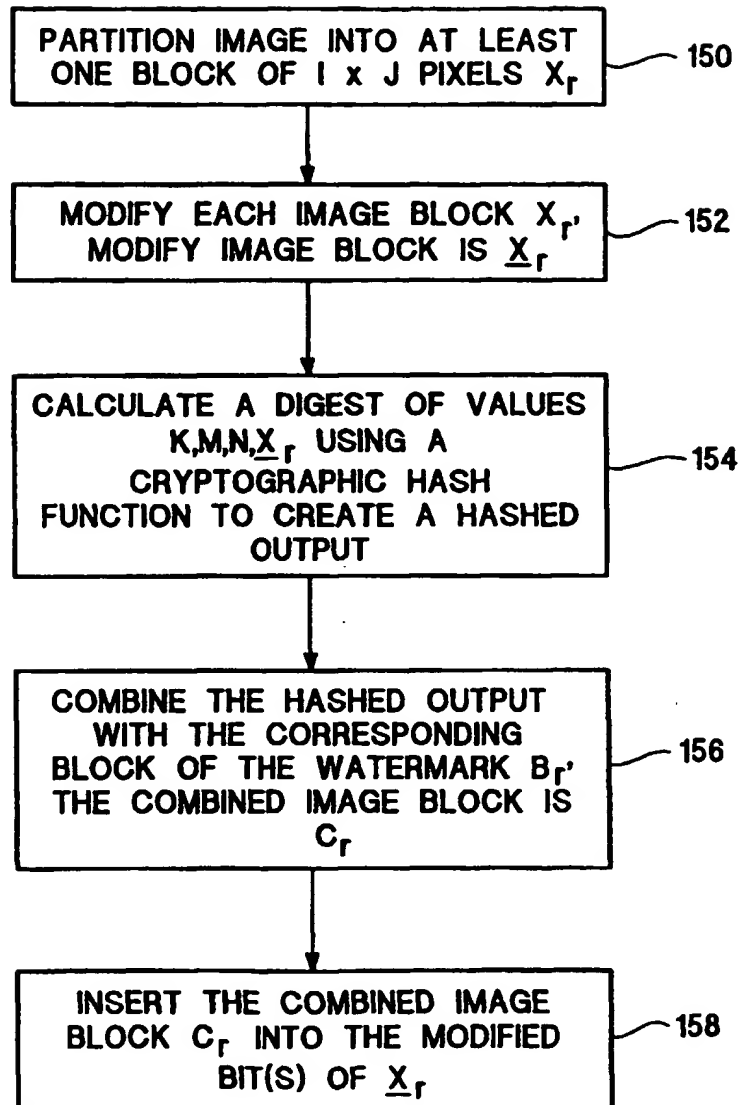 PARTITION IMAGE INTO AT LEAST
ONE BLOCK OF I x J PIXELS Xr
150
MODIFY EACH IMAGE BLOCK Xr,
MODIFY IMAGE BLOCK IS Xr
152
CALCULATE A DIGEST OF VALUES
K,M,N,Xr USING A
CRYPTOGRAPHIC HASH
FUNCTION TO CREATE A HASHED
OUTPUT
154
COMBINE THE HASHED OUTPUT
WITH THE CORRESPONDING
BLOCK OF THE WATERMARK Br,
THE COMBINED IMAGE BLOCK IS
Cr
156
INSERT THE COMBINED IMAGE
BLOCK Cr INTO THE MODIFIED
BIT(S) OF Xr
158